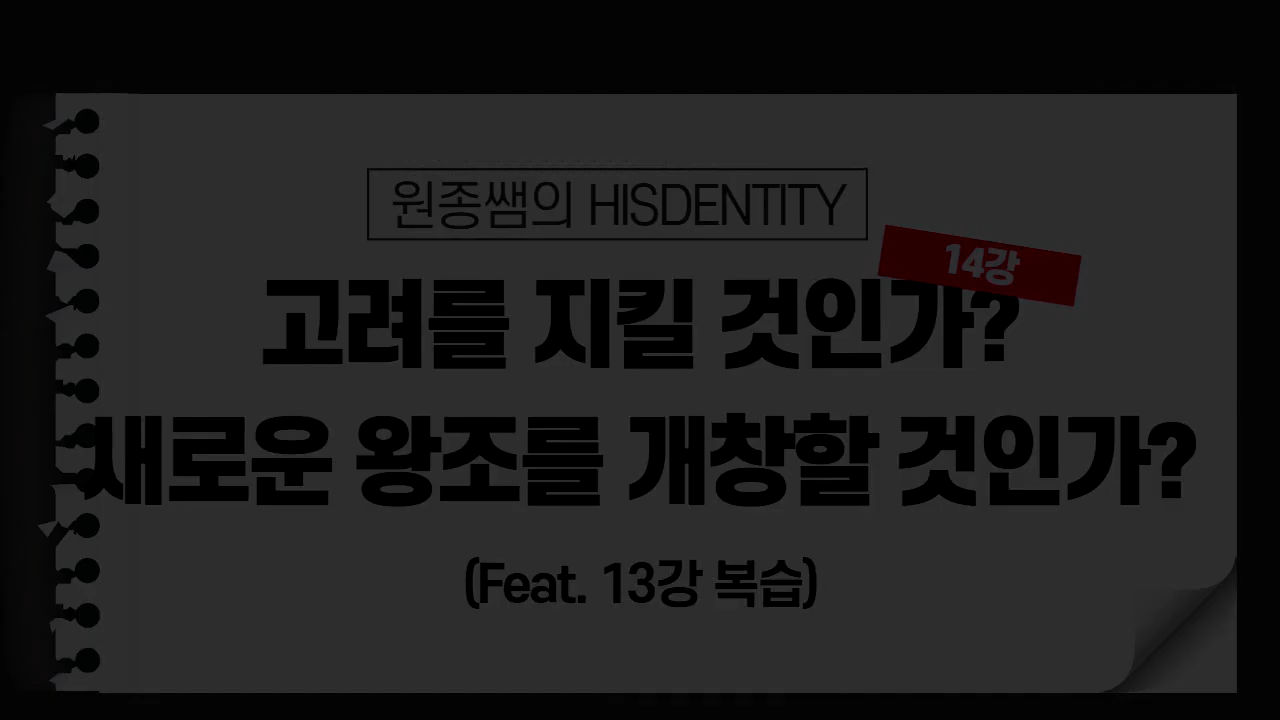 원종쌤의 HISDENTITY
14강
고려를 지킬 것인가?
새로운 왕조를 개창할 것인가?
(Feat. 13강 복습)